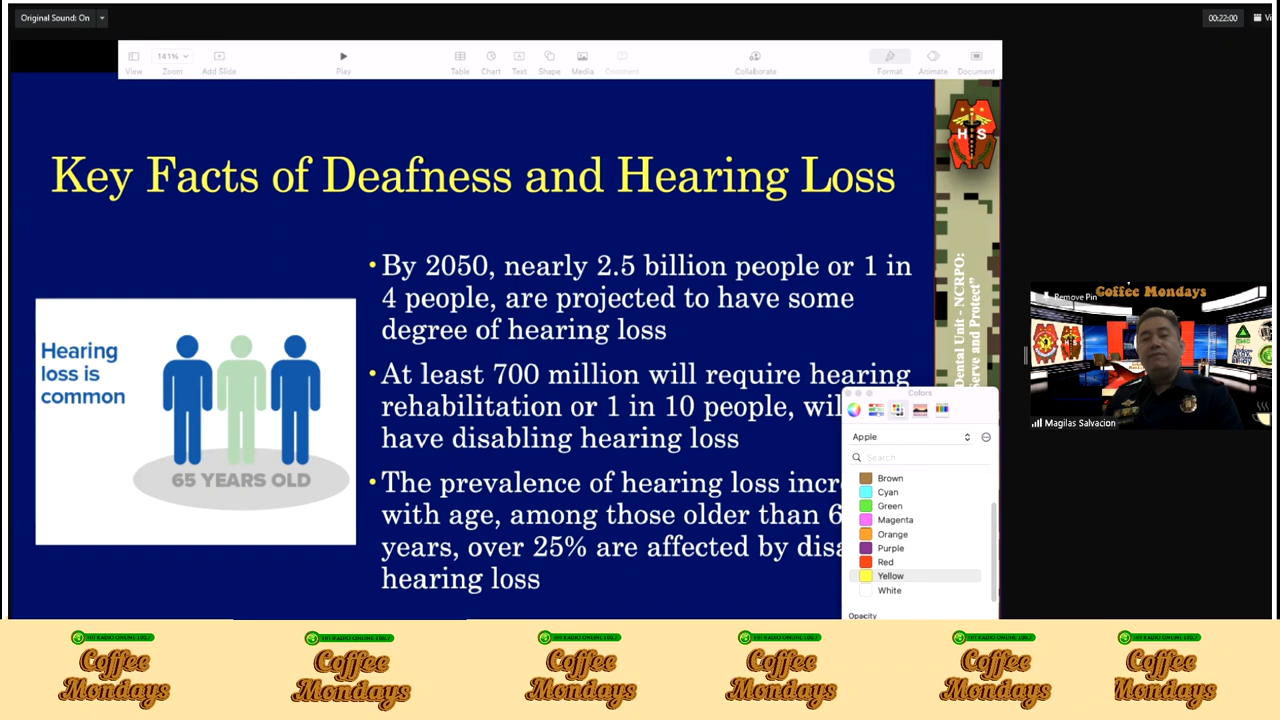 Original Sound: On
00:22:00
141%
View
Zoom
Add Slide
Play
Table
Chart
Text
Shape
Media
Comment
Collaborate
Format
Animate
Document
Key Facts of Deafness and Hearing Loss
•By 2050, nearly 2.5 billion people or 1 in
4 people, are projected to have some
degree of hearing loss
•At least 700 million will require hearing
rehabilitation or 1 in 10 people, wil
have disabling hearing loss
•The prevalence of hearing loss incr
with age, among those older than 6
years, over 25% are affected by disa
hearing loss
Hearing
loss is
common
65 YEARS OLD
H S
Dental Unit - NCRPO:
Serve and Protect”
Colors
Apple
Search
Brown
Cyan
Green
Magenta
Orange
Purple
Red
Yellow
White
Opacity
Remove Pin
Coffee Mondays
Magilas Salvacion
Coffee
Mondays
Coffee
Mondays
Coffee
Mondays
Coffee
Mondays
Coffee
Mondays
Coffee
Mondays